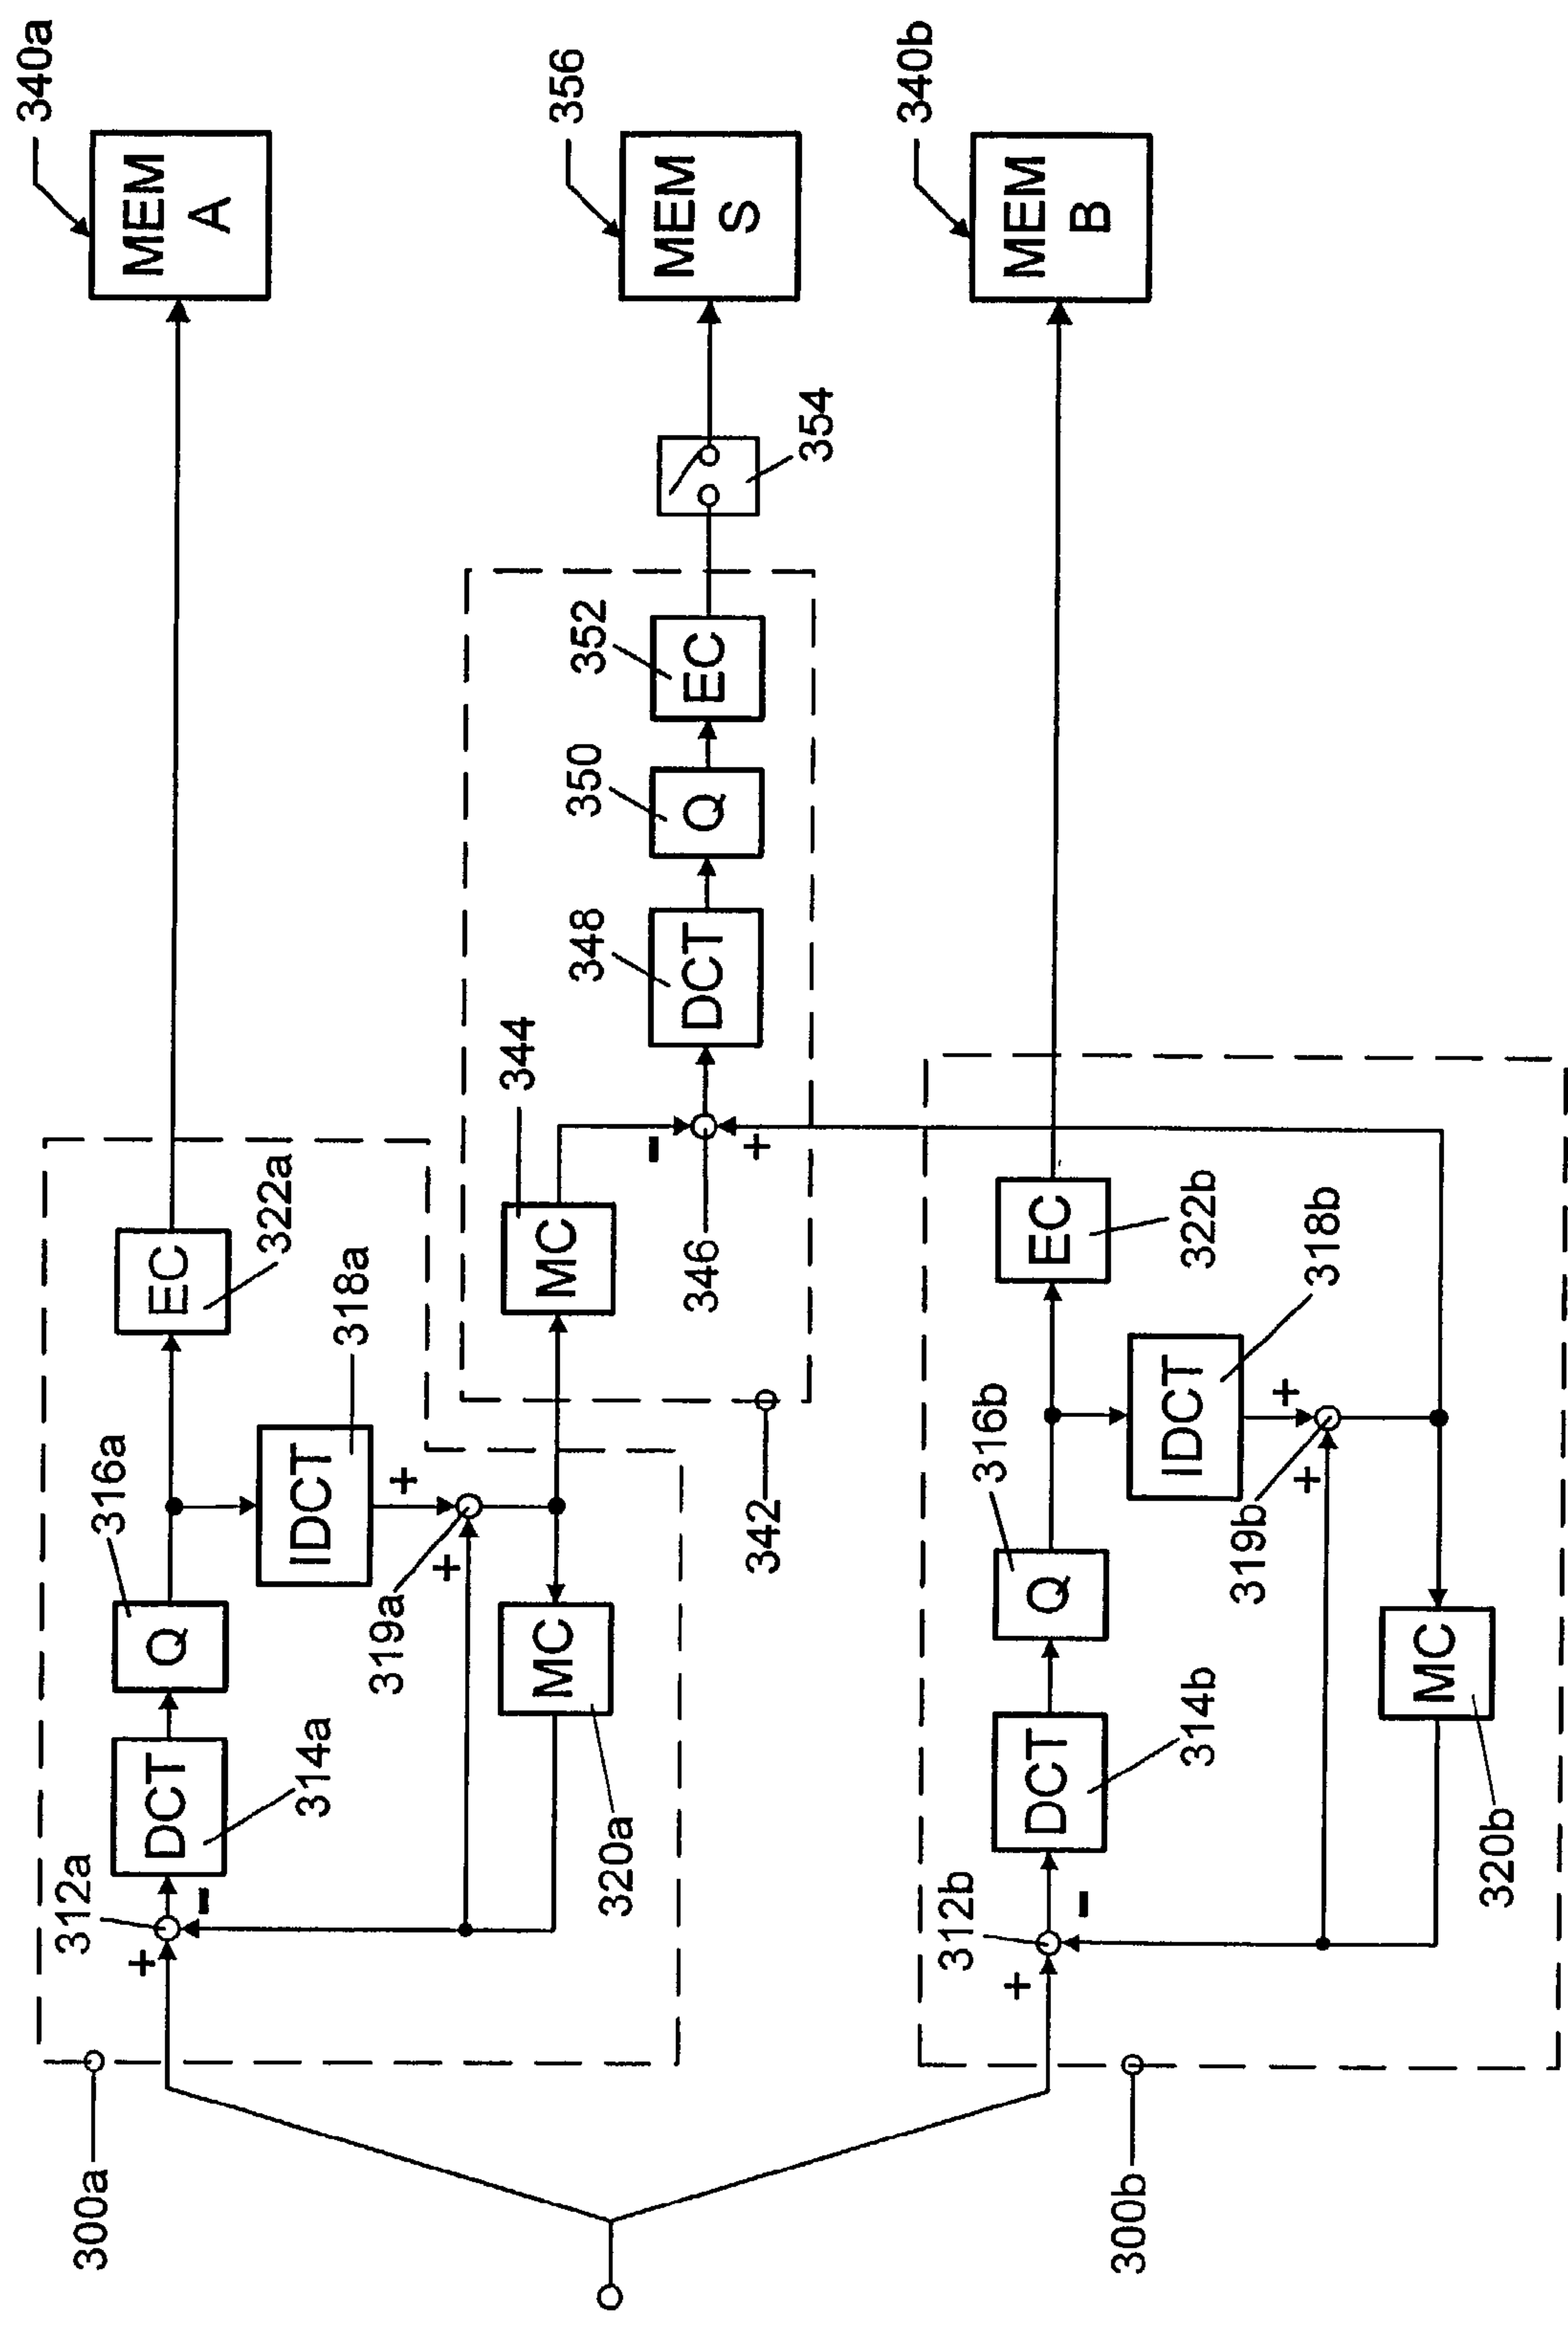 300a
312a
+
-
DCT
314a
Q
316a
IDCT
318a
+
+
319a
MC
320a
EC
322a
MEM
A
340a
342
MC
344
-
+
346
DCT
348
Q
350
EC
352
354
MEM
S
356
300b
312b
+
-
DCT
314b
Q
316b
IDCT
318b
+
+
319b
MC
320b
EC
322b
MEM
B
340b